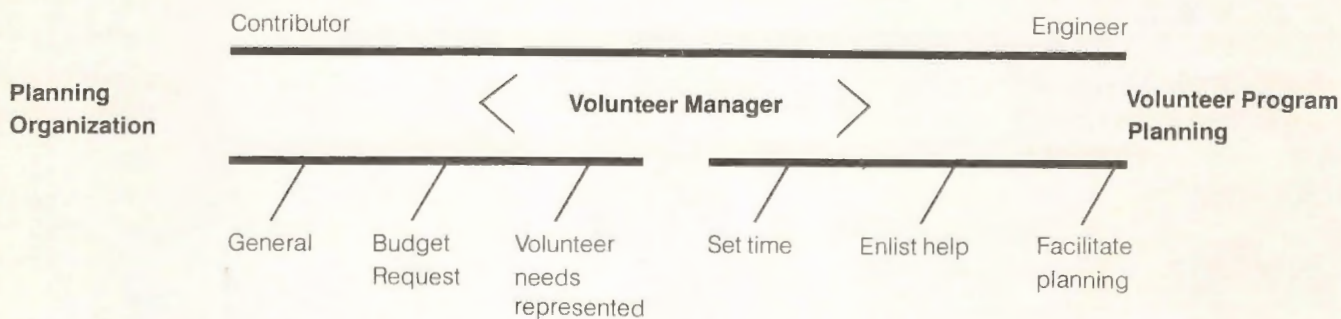 Contributor
Engineer
Planning
Organization
Volunteer Manager
Volunteer Program
Planning
General
Budget
Request
Volunteer
needs
represented
Set time
Enlist help
Facilitate
planning